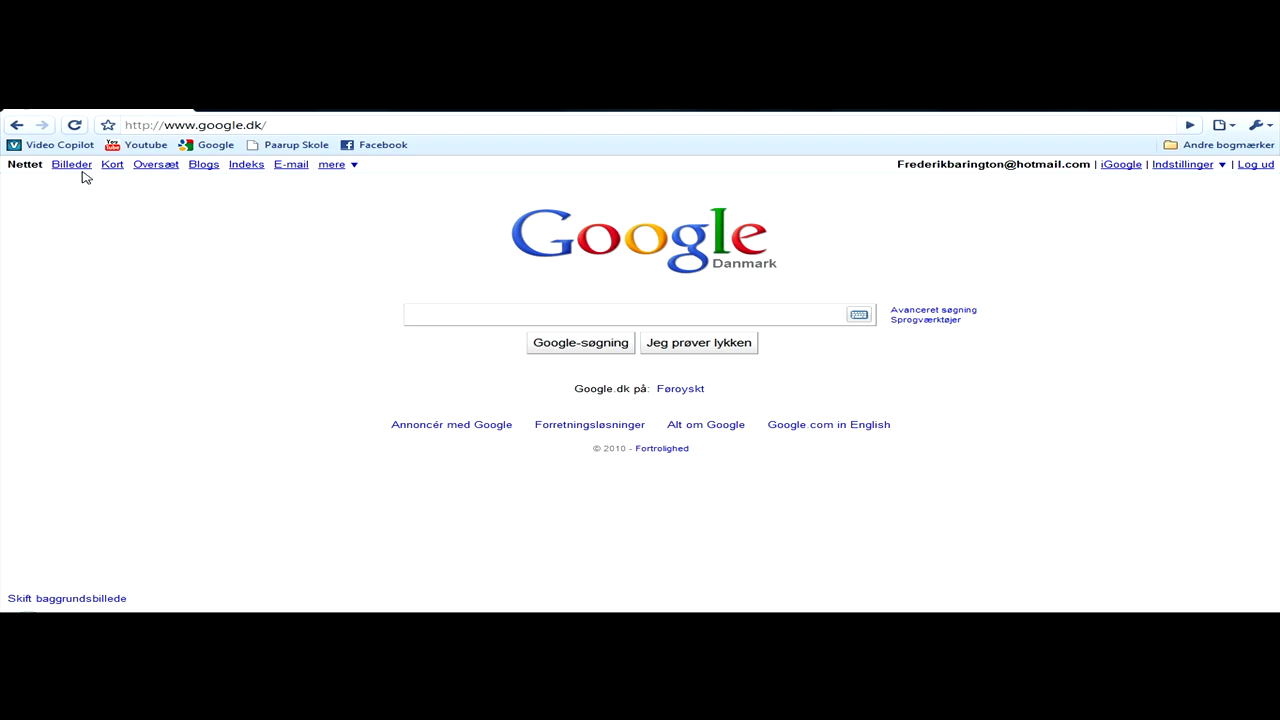 http://www.google.dk/
Video Copilot Youtube Google Paarup Skole Facebook Andre bogmærker
Nettet Billeder Kort Oversæt Blogs Indeks E-mail mere Frederikbarington@hotmail.com | iGoogle | Indstillinger | Log ud
Google
Danmark
Avanceret søgning
Sprogværktøjer
Google-søgning Jeg prøver lykken
Google.dk på: Føroyskt
Annoncér med Google Forretningsløsninger Alt om Google Google.com in English
© 2010 - Fortrolighed
Skift baggrundsbillede